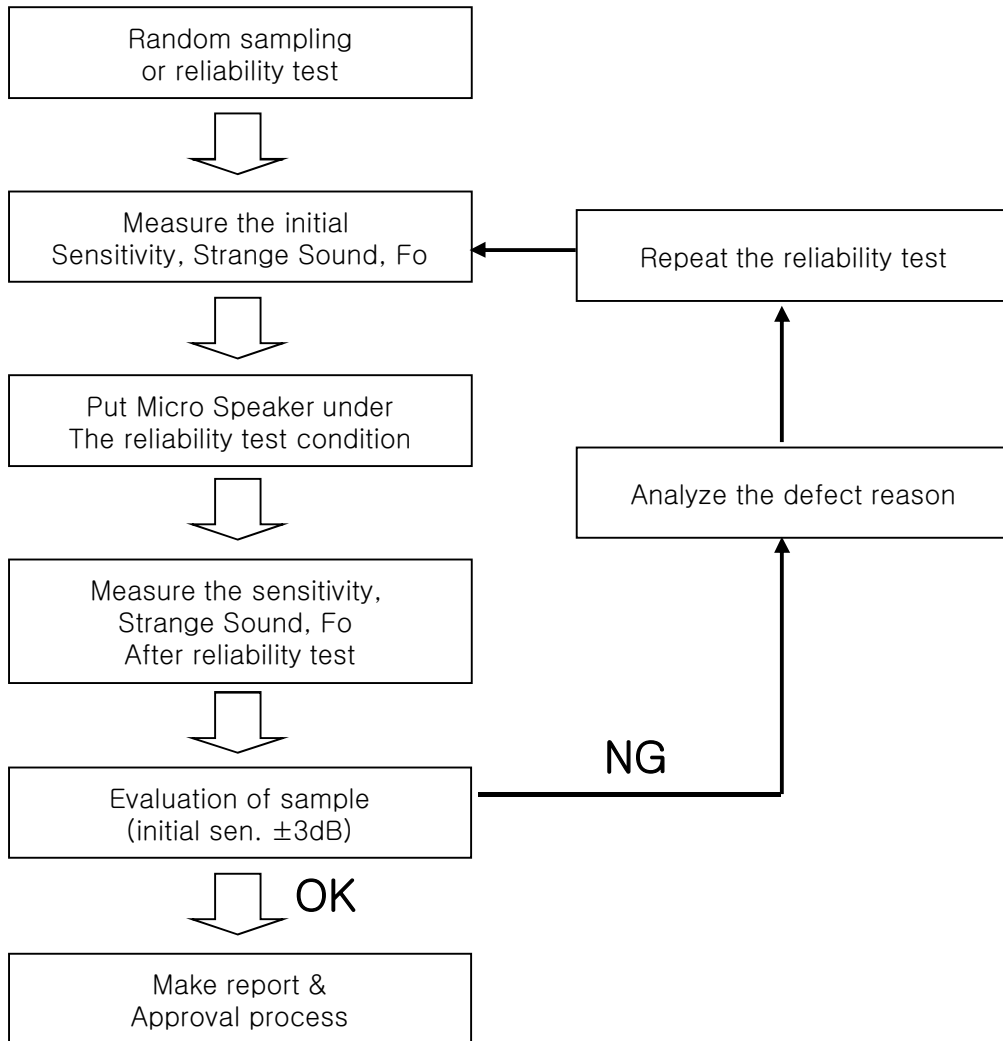 Random sampling
or reliability test
Measure the initial
Sensitivity, Strange Sound, Fo
Repeat the reliability test
Put Micro Speaker under
The reliability test condition
Analyze the defect reason
Measure the sensitivity,
Strange Sound, Fo
After reliability test
NG
Evaluation of sample
(initial sen. ±3dB)
OK
Make report &
Approval process